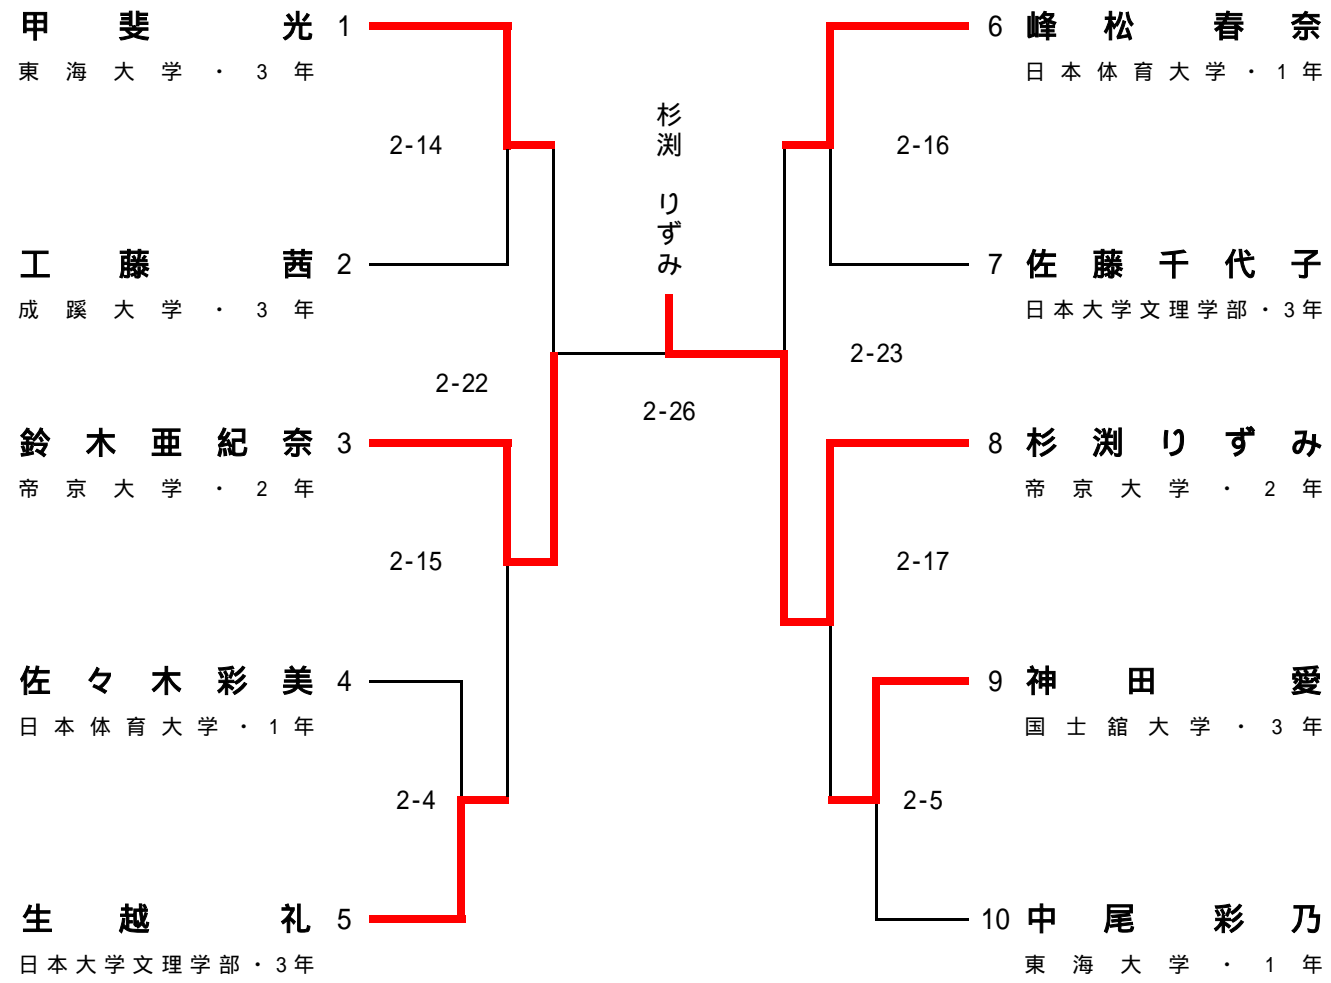 甲斐光 1
東海大学・3年
2-14
工藤茜 2
成蹊大学・3年
2-22
鈴木亜紀奈 3
帝京大学・2年
2-15
佐々木彩美 4
日本体育大学・1年
2-4
生越礼 5
日本大学文理学部・3年
杉渕 りずみ
2-26
6 峰松春奈
日本体育大学・1年
2-16
7 佐藤千代子
日本大学文理学部・3年
2-23
8 杉渕りずみ
帝京大学・2年
2-17
9 神田愛
国士舘大学・3年
2-5
10 中尾彩乃
東海大学・1年